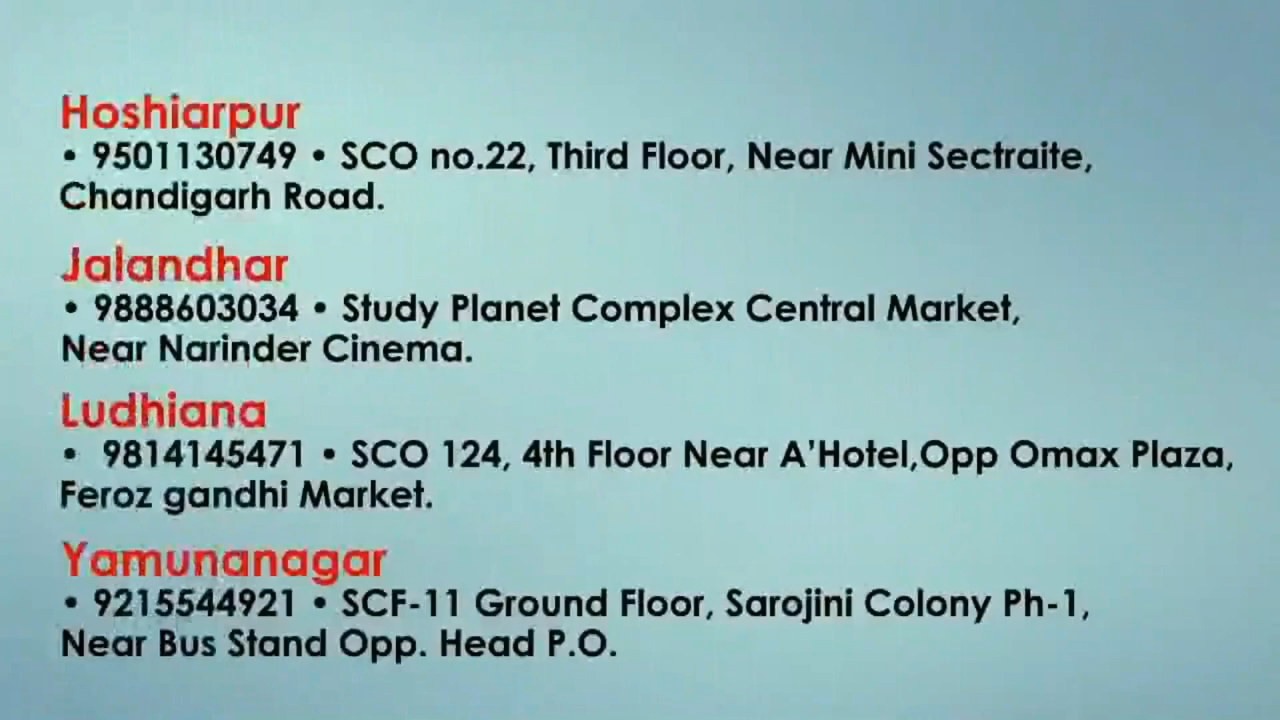 Hoshiarpur
• 9501130749 • SCO no.22, Third Floor, Near Mini Sectraite,
Chandigarh Road.
Jalandhar
• 9888603034 • Study Planet Complex Central Market,
Near Narinder Cinema.
Ludhiana
• 9814145471 • SCO 124, 4th Floor Near A'Hotel,Opp Omax Plaza,
Feroz gandhi Market.
Yamunanagar
• 9215544921 • SCF-11 Ground Floor, Sarojini Colony Ph-1,
Near Bus Stand Opp. Head P.O.